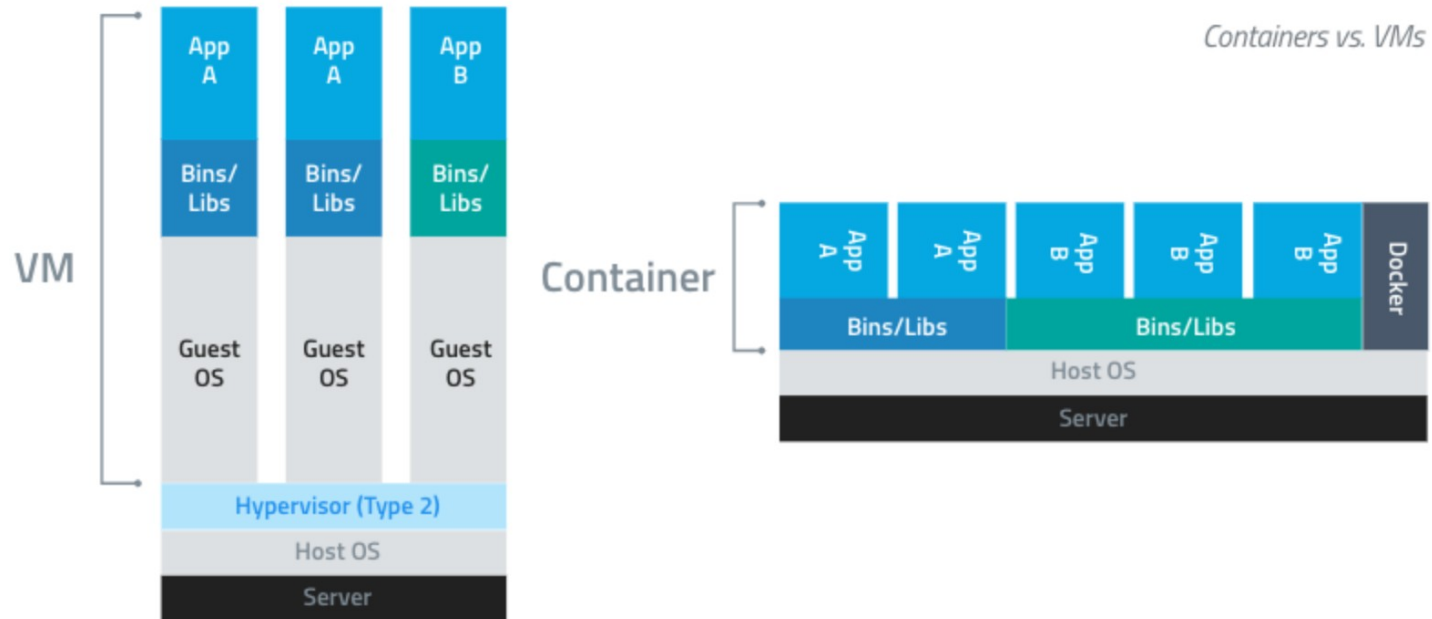 Containers vs. VMs
VM
App
A
App
A
App
B
Bins/
Libs
Bins/
Libs
Bins/
Libs
Guest
OS
Guest
OS
Guest
OS
Hypervisor (Type 2)
Host OS
Server
Container
App
A
App
A
App
B
App
B
App
B
Docker
Bins/Libs
Bins/Libs
Host OS
Server